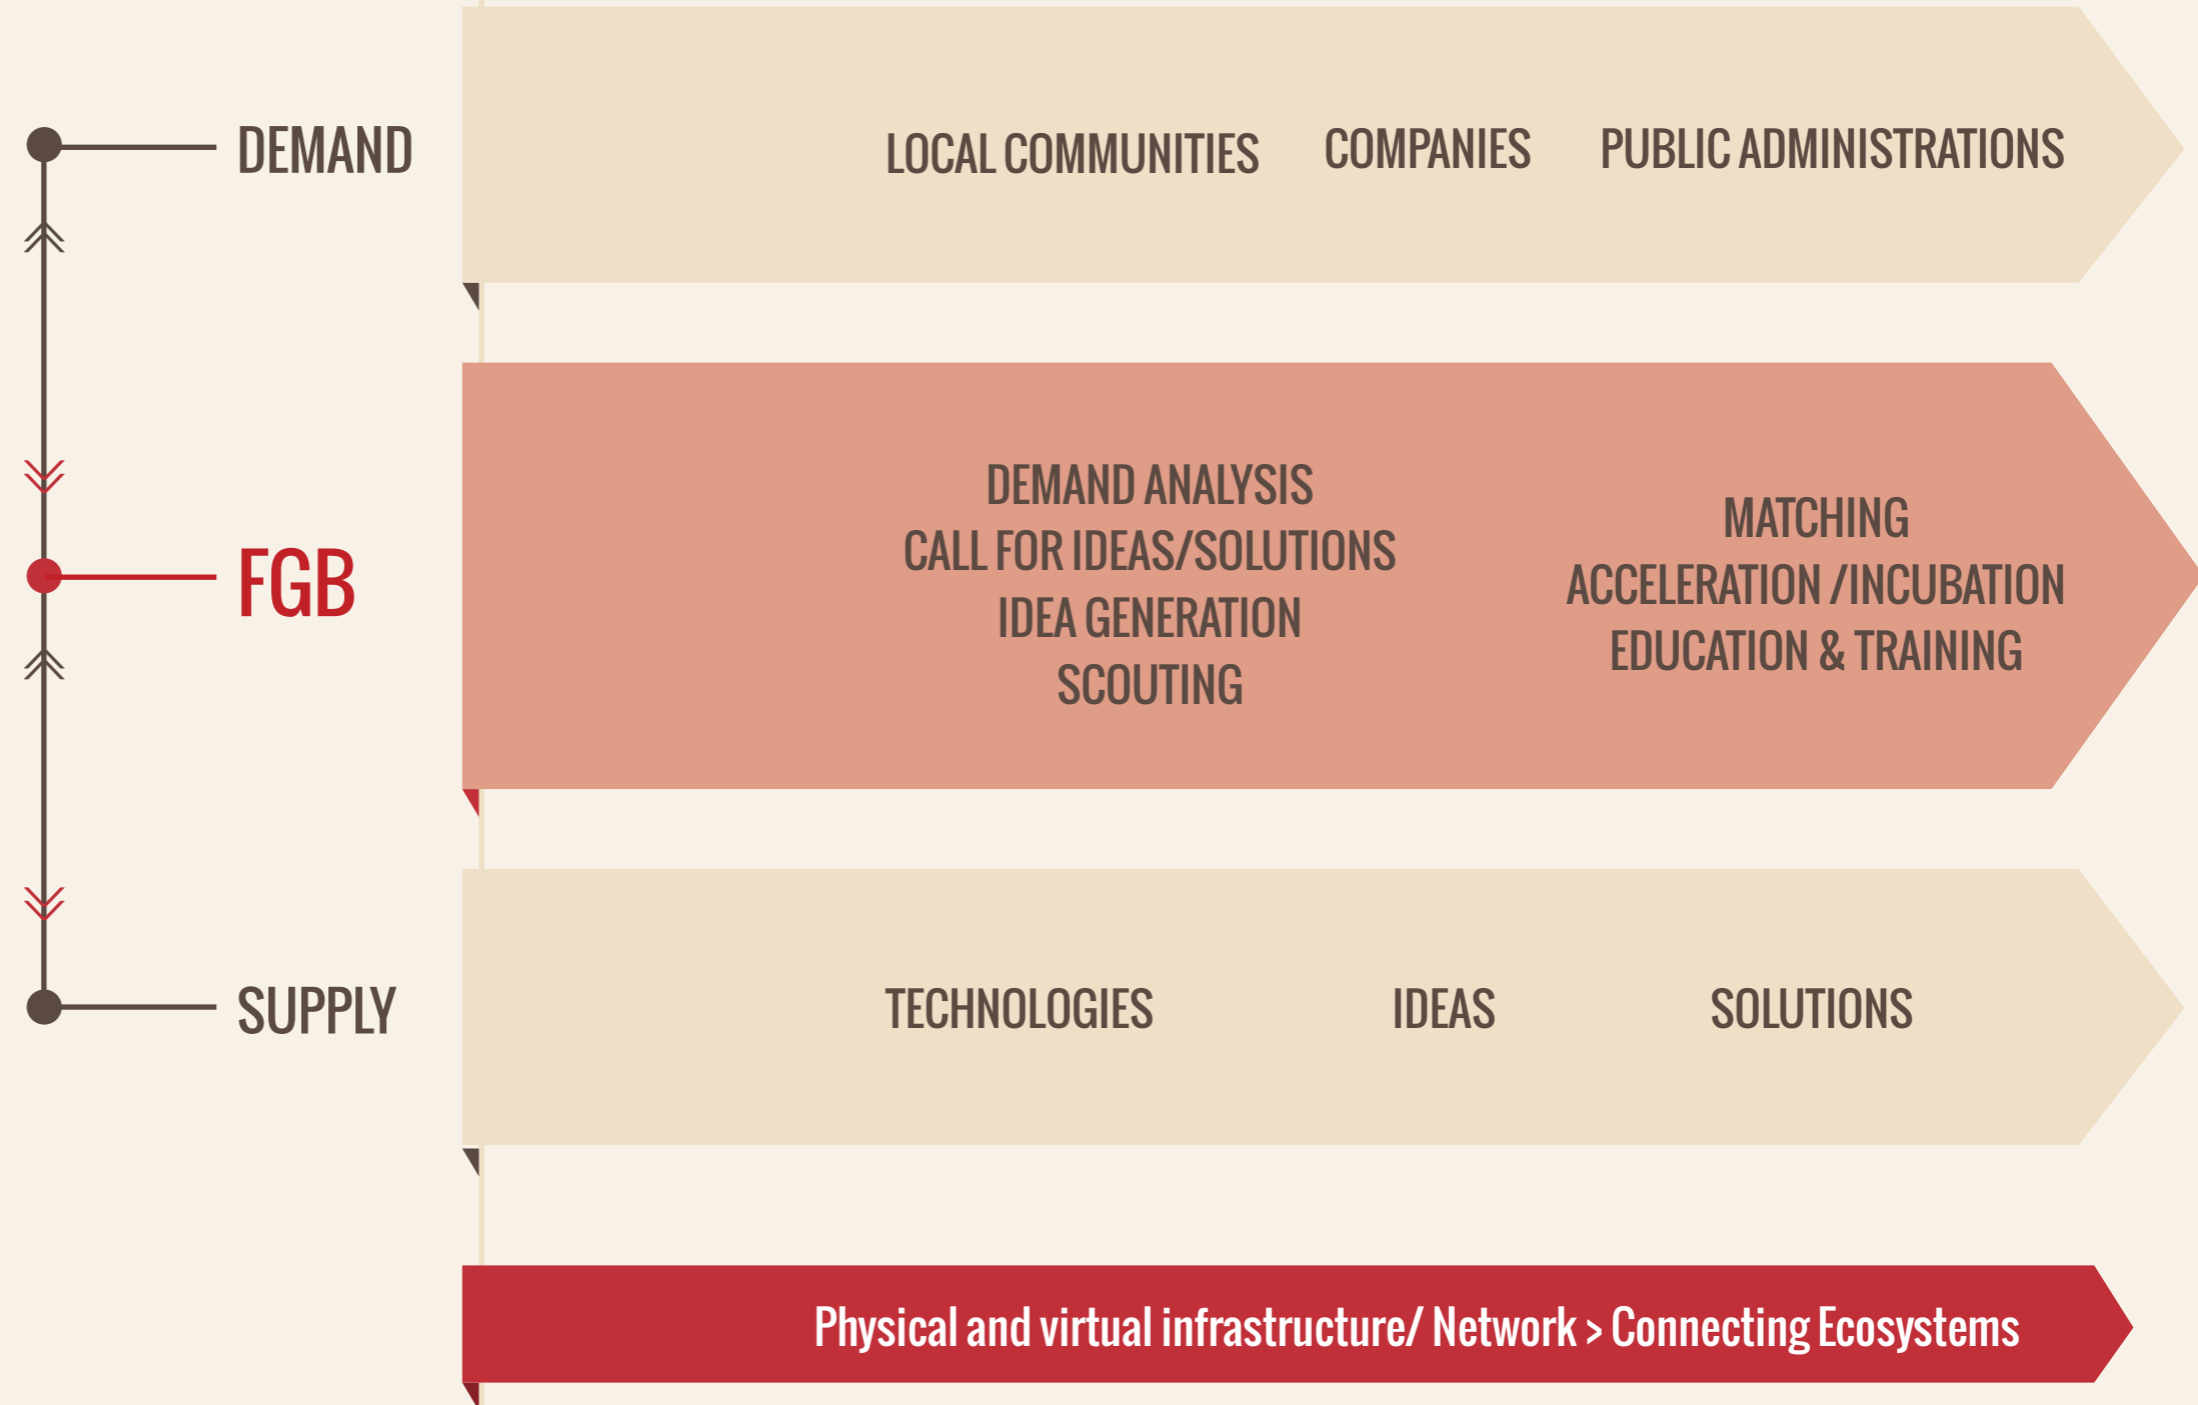 DEMAND
LOCAL COMMUNITIES COMPANIES PUBLIC ADMINISTRATIONS
FGB
DEMAND ANALYSIS
CALL FOR IDEAS/SOLUTIONS
IDEA GENERATION
SCOUTING
MATCHING
ACCELERATION /INCUBATION
EDUCATION & TRAINING
SUPPLY
TECHNOLOGIES IDEAS SOLUTIONS
Physical and virtual infrastructure/ Network > Connecting Ecosystems